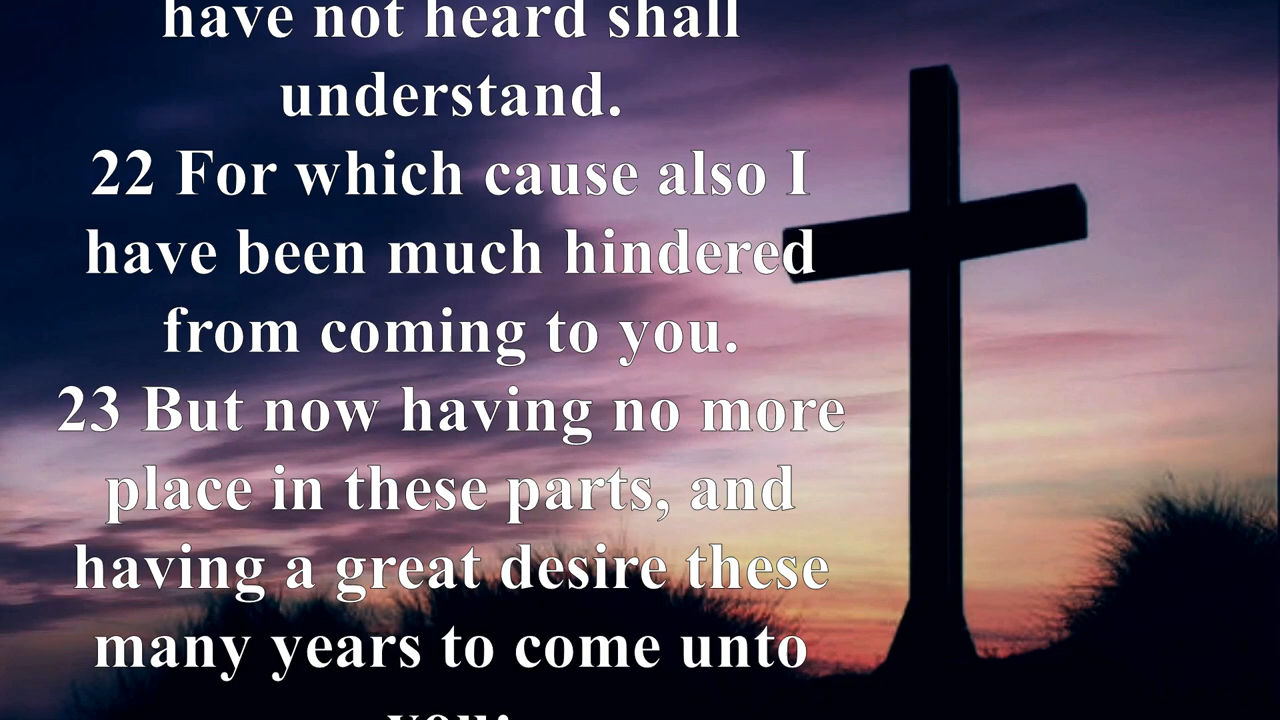 have not heard shall
understand.
22 For which cause also I
have been much hindered
from coming to you.
23 But now having no more
place in these parts, and
having a great desire these
many years to come unto
you;